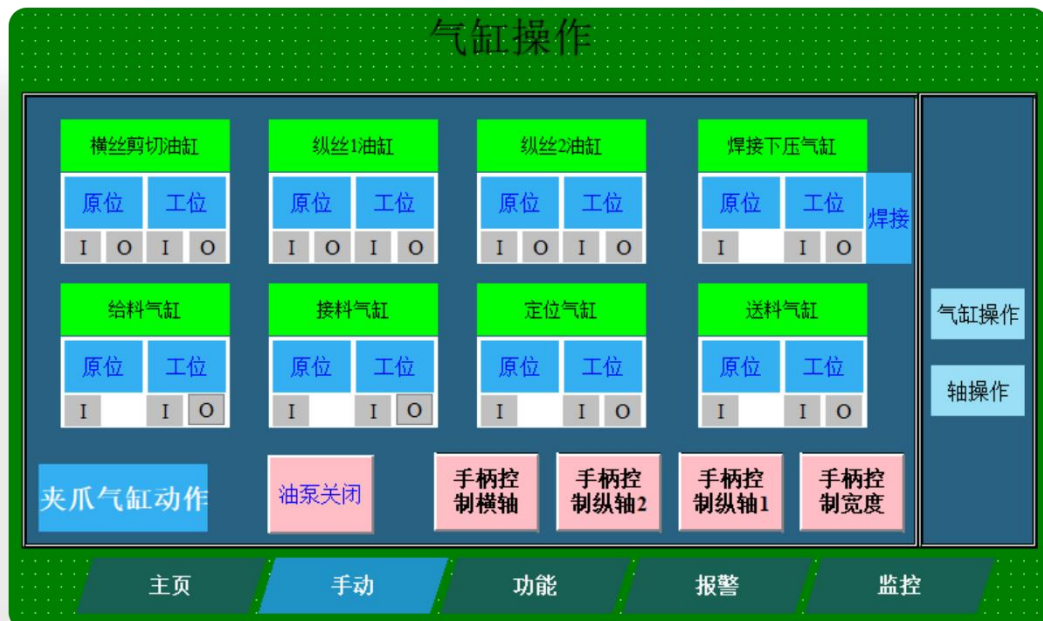 气缸操作
横丝剪切油缸
纵丝1油缸
纵丝2油缸
焊接下压气缸
原位 工位
原位 工位
原位 工位
原位 工位
焊接
I O I O
I O I O
I O I O
I I O
给料气缸
接料气缸
定位气缸
送料气缸
原位 工位
原位 工位
原位 工位
原位 工位
I I O
I I O
I I O
I I O
气缸操作
轴操作
夹爪气缸动作
油泵关闭
手柄控
制横轴
手柄控
制纵轴2
手柄控
制纵轴1
手柄控
制宽度
主页
手动
功能
报警
监控